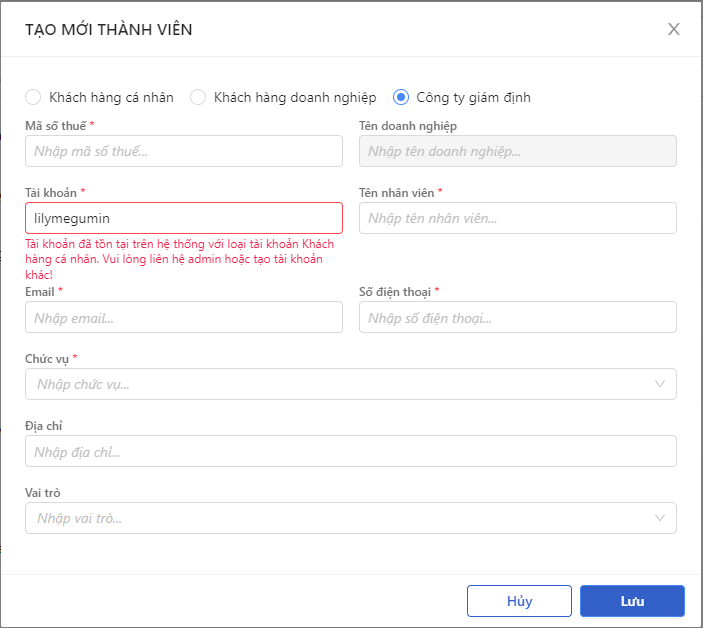 TẠO MỚI THÀNH VIÊN
Khách hàng cá nhân Khách hàng doanh nghiệp Công ty giám định
Mã số thuế * Tên doanh nghiệp
Nhập mã số thuế... Nhập tên doanh nghiệp...
Tài khoản * Tên nhân viên *
lilymegumin Nhập tên nhân viên...
Tài khoản đã tồn tại trên hệ thống với loại tài khoản Khách
hàng cá nhân. Vui lòng liên hệ admin hoặc tạo tài khoản
khác!
Email * Số điện thoại *
Nhập email... Nhập số điện thoại...
Chức vụ *
Nhập chức vụ...
Địa chỉ
Nhập địa chỉ...
Vai trò
Nhập vai trò...
Hủy Lưu